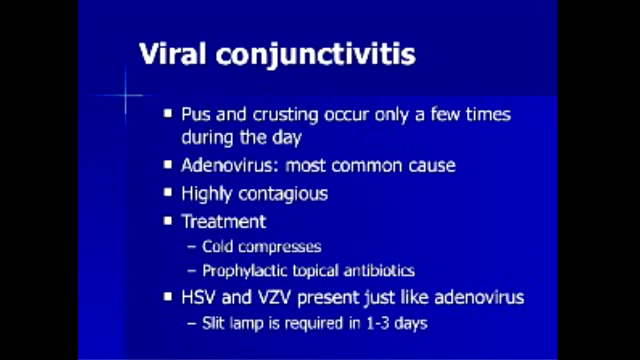 Viral conjunctivitis
■ Pus and crusting occur only a few times
during the day
■ Adenovirus: most common cause
■ Highly contagious
■ Treatment
– Cold compresses
– Prophylactic topical antibiotics
■ HSV and VZV present just like adenovirus
– Slit lamp is required in 1-3 days